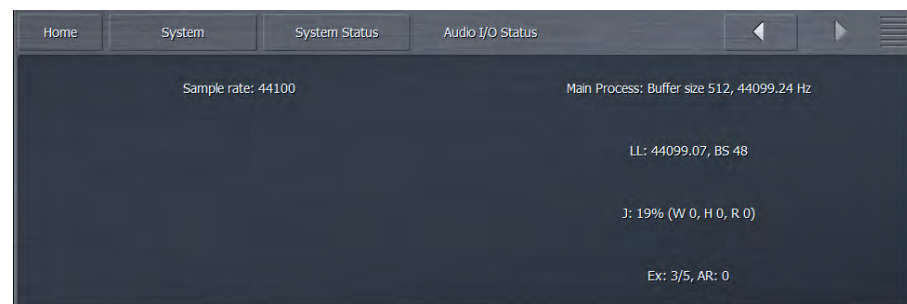 Home System System Status Audio I/O Status
Sample rate: 44100 Main Process: Buffer size 512, 44099.24 Hz
LL: 44099.07, BS 48
J: 19% (W 0, H 0, R 0)
Ex: 3/5, AR: 0